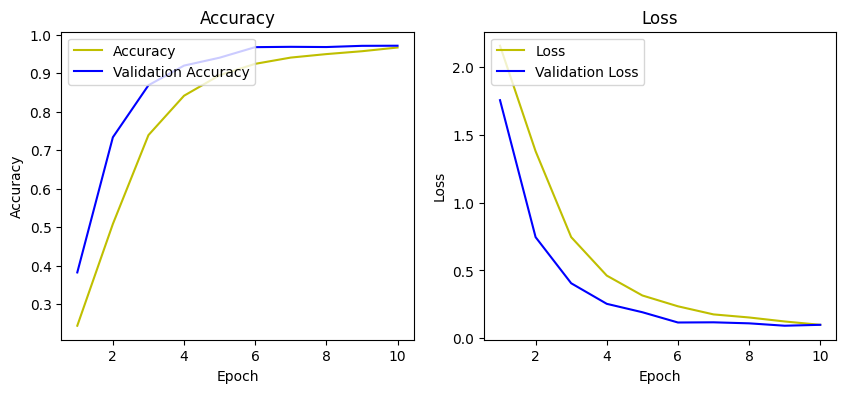 Accuracy
Accuracy
Validation Accuracy
1.0
0.9
0.8
0.7
0.6
0.5
0.4
0.3
Accuracy
2 4 6 8 10
Epoch
Loss
Loss
Validation Loss
2.0
1.5
1.0
0.5
0.0
Loss
2 4 6 8 10
Epoch